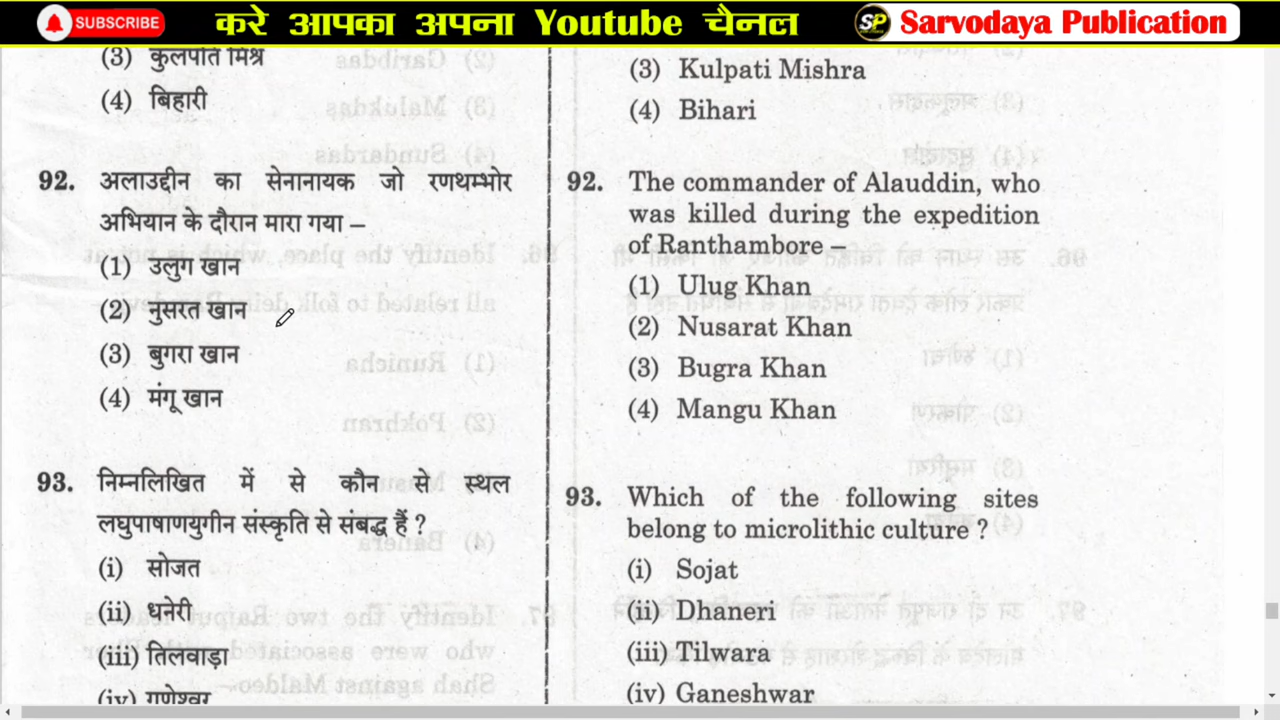 SUBSCRIBE
करे आपका अपना Youtube चैनल
SP
Sarvodaya Publication
(3) कुलपति मिश्र
(4) बिहारी
92. अलाउद्दीन का सेनानायक जो रणथम्भोर
अभियान के दौरान मारा गया –
(1) उलुग खान
(2) नुसरत खान
(3) बुगरा खान
(4) मंगू खान
93. निम्नलिखित में से कौन से स्थल
लघुपाषाणयुगीन संस्कृति से संबद्ध हैं ?
(i) सोजत
(ii) धनेरी
(iii) तिलवाड़ा
(iv) गणेश्वर
(3) Kulpati Mishra
(4) Bihari
92. The commander of Alauddin, who
was killed during the expedition
of Ranthambore –
(1) Ulug Khan
(2) Nusarat Khan
(3) Bugra Khan
(4) Mangu Khan
93. Which of the following sites
belong to microlithic culture ?
(i) Sojat
(ii) Dhaneri
(iii) Tilwara
(iv) Ganeshwar